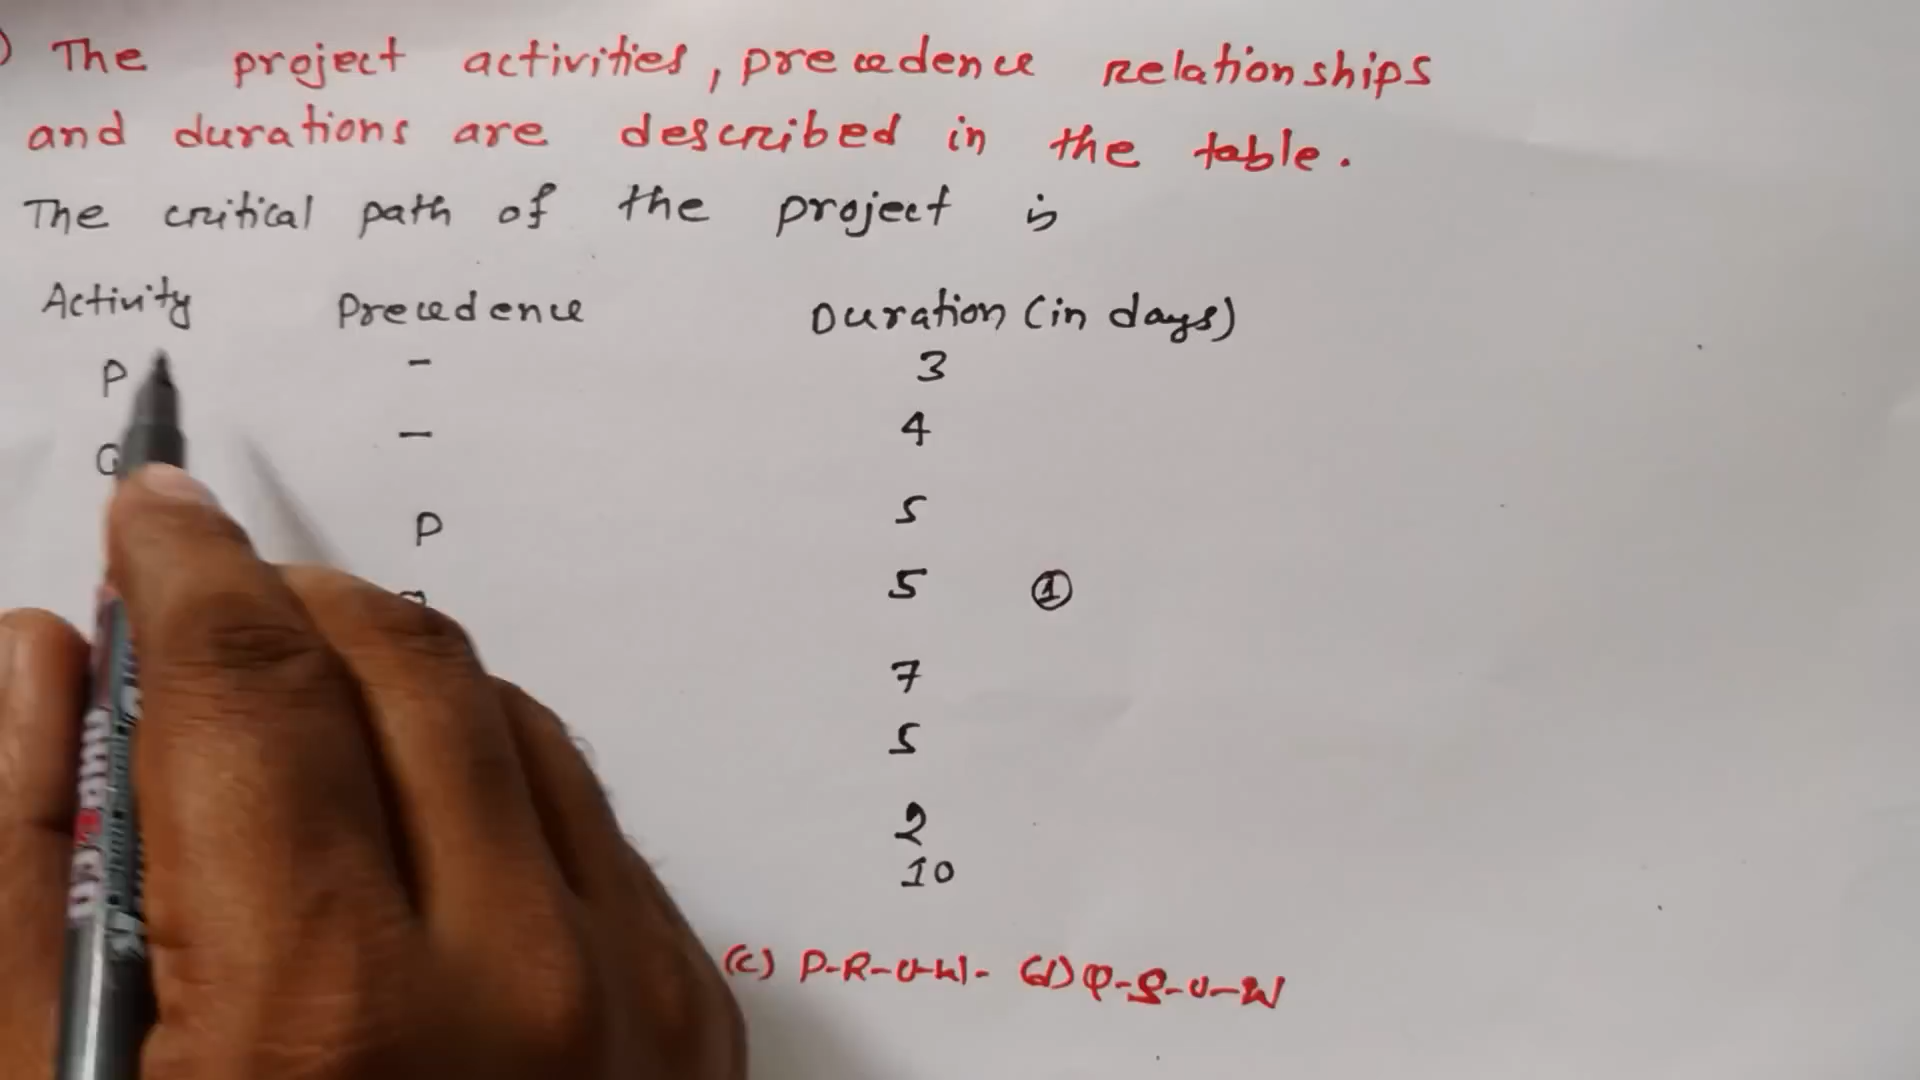 The project activities, precedence relationships
and durations are described in the table.
The critical path of the project is
Activity Precedence Duration (in days)
P - 3
Q - 4
P 5
5 ①
7
5
2
10
(c) P-R-U-W- (d) Q-S-U-W